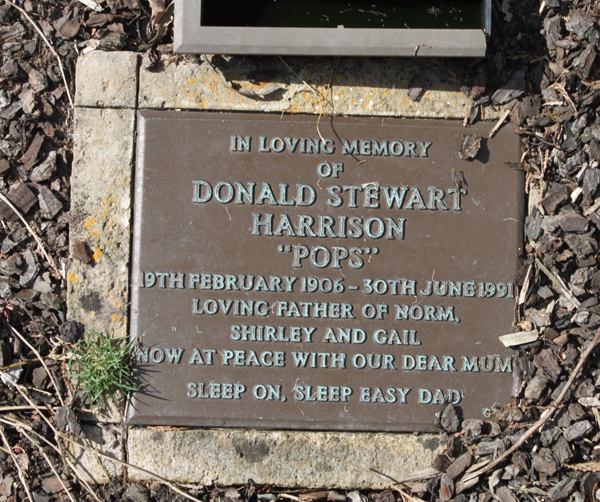 IN LOVING MEMORY
OF
DONALD STEWART
HARRISON
"POPS"
19TH FEBRUARY 1906 - 30TH JUNE 1991
LOVING FATHER OF NORM,
SHIRLEY AND GAIL
NOW AT PEACE WITH OUR DEAR MUM
SLEEP ON, SLEEP EASY DAD